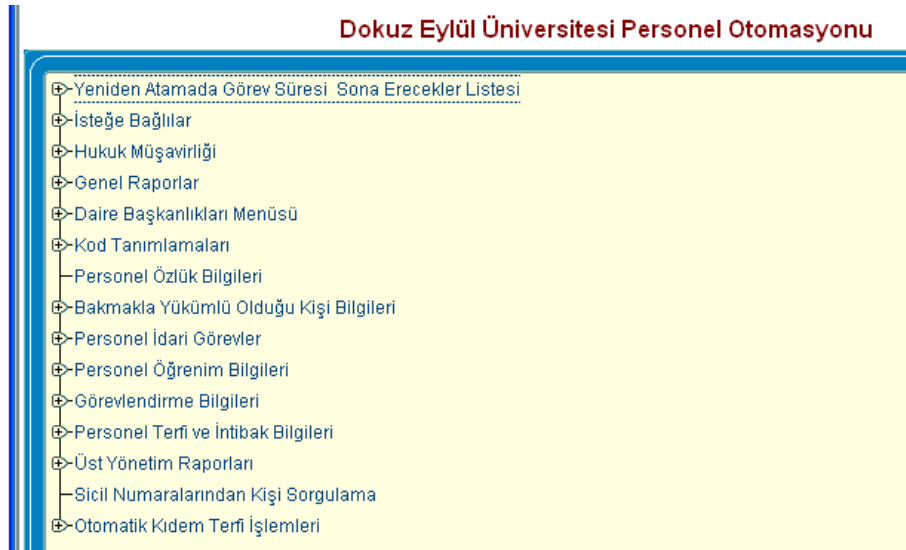 Dokuz Eylül Üniversitesi Personel Otomasyonu
Yeniden Atamada Görev Süresi Sona Erecekler Listesi
İsteğe Bağlılar
Hukuk Müşavirliği
Genel Raporlar
Daire Başkanlıkları Menüsü
Kod Tanımlamaları
Personel Özlük Bilgileri
Bakmakla Yükümlü Olduğu Kişi Bilgileri
Personel İdari Görevler
Personel Öğrenim Bilgileri
Görevlendirme Bilgileri
Personel Terfi ve İntibak Bilgileri
Üst Yönetim Raporları
Sicil Numaralarından Kişi Sorgulama
Otomatik Kıdem Terfi İşlemleri